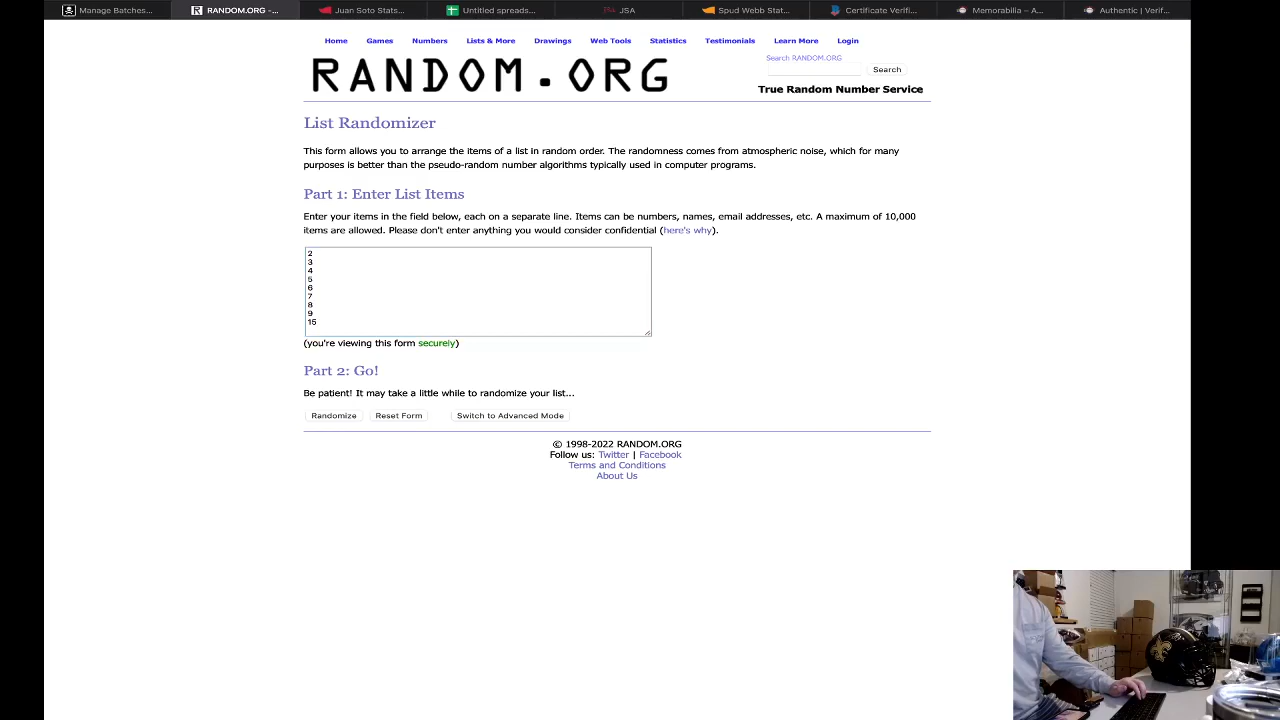 Manage Batches...
RANDOM.ORG -...
Juan Soto Stats...
Untitled spreads...
JSA
Spud Webb Stat...
Certificate Verifi...
Memorabilia – A...
Authentic | Verif...
Home Games Numbers Lists & More Drawings Web Tools Statistics Testimonials Learn More Login
RANDOM.ORG
Search RANDOM.ORG
Search
True Random Number Service
List Randomizer
This form allows you to arrange the items of a list in random order. The randomness comes from atmospheric noise, which for many
purposes is better than the pseudo-random number algorithms typically used in computer programs.
Part 1: Enter List Items
Enter your items in the field below, each on a separate line. Items can be numbers, names, email addresses, etc. A maximum of 10,000
items are allowed. Please don't enter anything you would consider confidential (here's why).
2
3
4
5
6
7
8
9
15
(you're viewing this form securely)
Part 2: Go!
Be patient! It may take a little while to randomize your list...
Randomize Reset Form Switch to Advanced Mode
© 1998-2022 RANDOM.ORG
Follow us: Twitter | Facebook
Terms and Conditions
About Us